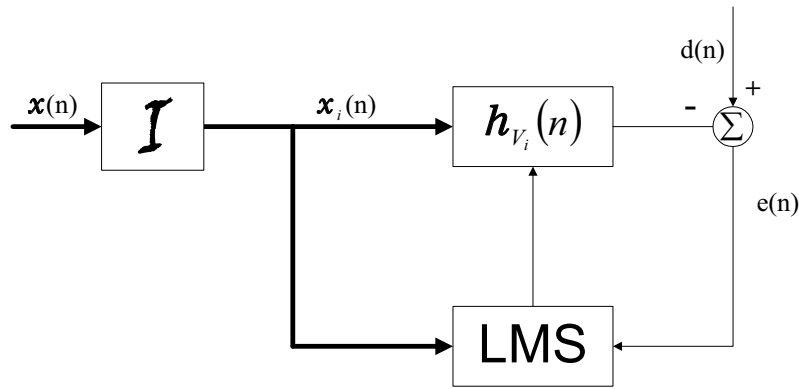 d(n)
x(n)
I
x_i(n)
h_{V_i}(n)
-
+
Σ
e(n)
LMS